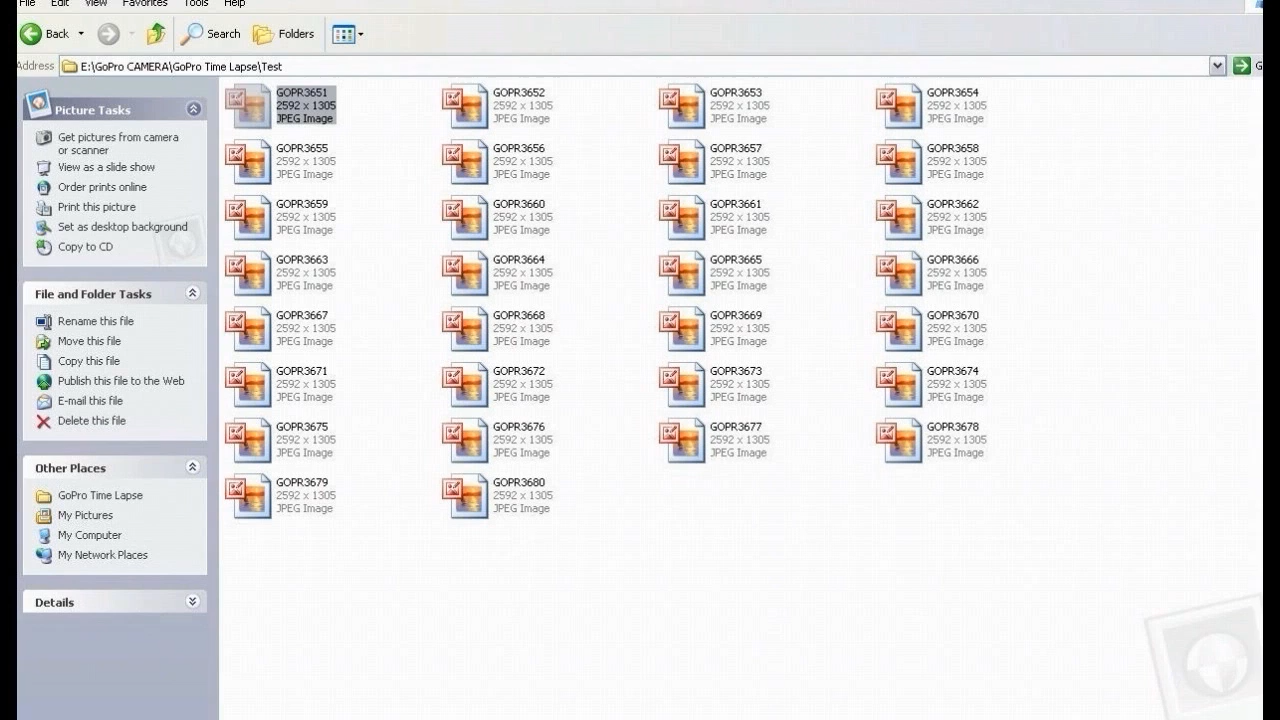 File Edit View Favorites Tools Help
Back Search Folders
Address E:\GoPro CAMERA\GoPro Time Lapse\Test G
Picture Tasks
Get pictures from camera
or scanner
View as a slide show
Order prints online
Print this picture
Set as desktop background
Copy to CD
File and Folder Tasks
Rename this file
Move this file
Copy this file
Publish this file to the Web
E-mail this file
Delete this file
Other Places
GoPro Time Lapse
My Pictures
My Computer
My Network Places
Details
GOPR3651 GOPR3652 GOPR3653 GOPR3654
2592 x 1305 2592 x 1305 2592 x 1305 2592 x 1305
JPEG Image JPEG Image JPEG Image JPEG Image
GOPR3655 GOPR3656 GOPR3657 GOPR3658
2592 x 1305 2592 x 1305 2592 x 1305 2592 x 1305
JPEG Image JPEG Image JPEG Image JPEG Image
GOPR3659 GOPR3660 GOPR3661 GOPR3662
2592 x 1305 2592 x 1305 2592 x 1305 2592 x 1305
JPEG Image JPEG Image JPEG Image JPEG Image
GOPR3663 GOPR3664 GOPR3665 GOPR3666
2592 x 1305 2592 x 1305 2592 x 1305 2592 x 1305
JPEG Image JPEG Image JPEG Image JPEG Image
GOPR3667 GOPR3668 GOPR3669 GOPR3670
2592 x 1305 2592 x 1305 2592 x 1305 2592 x 1305
JPEG Image JPEG Image JPEG Image JPEG Image
GOPR3671 GOPR3672 GOPR3673 GOPR3674
2592 x 1305 2592 x 1305 2592 x 1305 2592 x 1305
JPEG Image JPEG Image JPEG Image JPEG Image
GOPR3675 GOPR3676 GOPR3677 GOPR3678
2592 x 1305 2592 x 1305 2592 x 1305 2592 x 1305
JPEG Image JPEG Image JPEG Image JPEG Image
GOPR3679 GOPR3680
2592 x 1305 2592 x 1305
JPEG Image JPEG Image